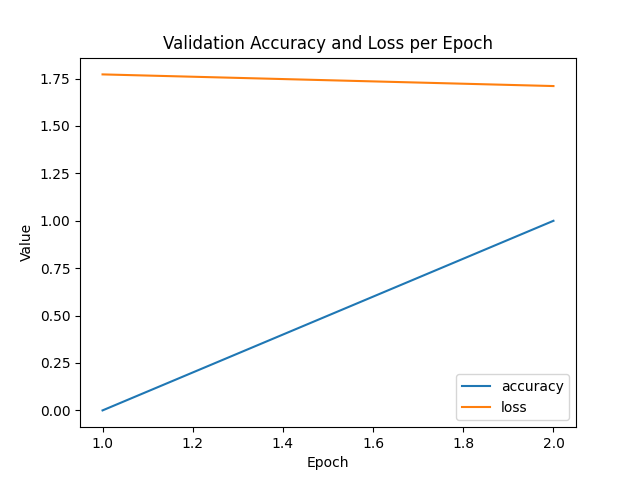 Validation Accuracy and Loss per Epoch
1.75
1.50
1.25
1.00
0.75
0.50
0.25
0.00
Value
1.0 1.2 1.4 1.6 1.8 2.0
Epoch
accuracy
loss